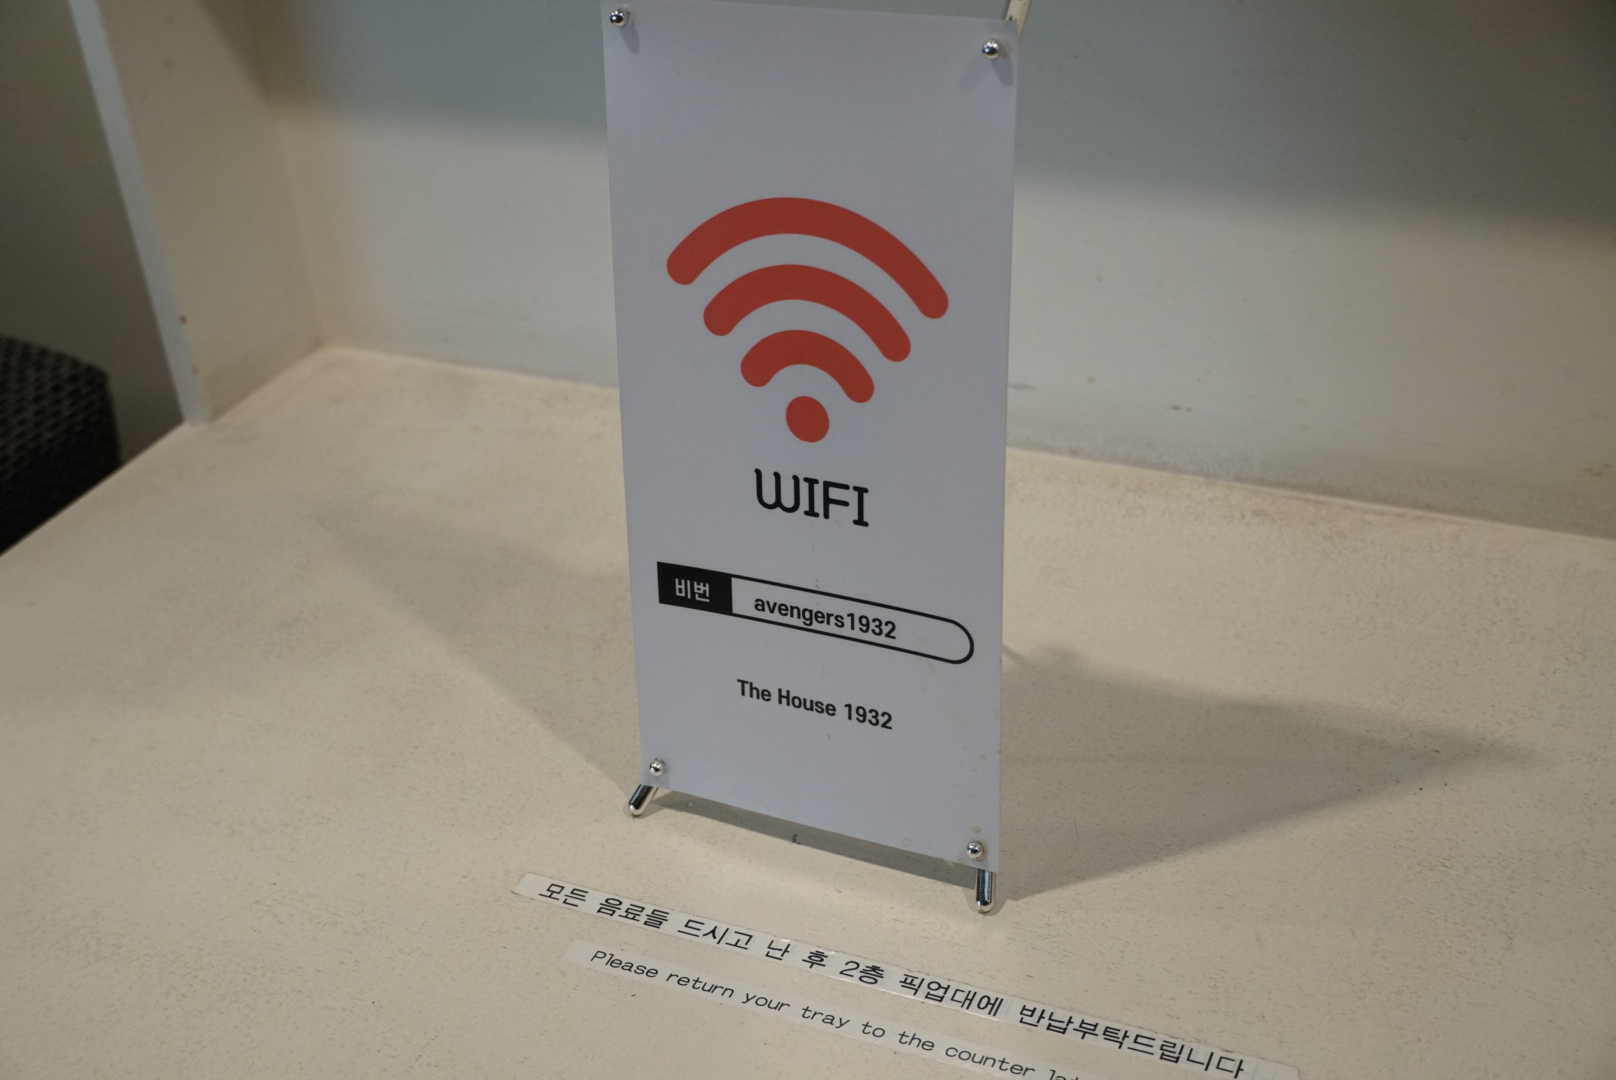 WIFI
비번 avengers1932
The House 1932
모든 음료들 드시고 난 후 2층 픽업대에 반납부탁드립니다
Please return your tray to the counter